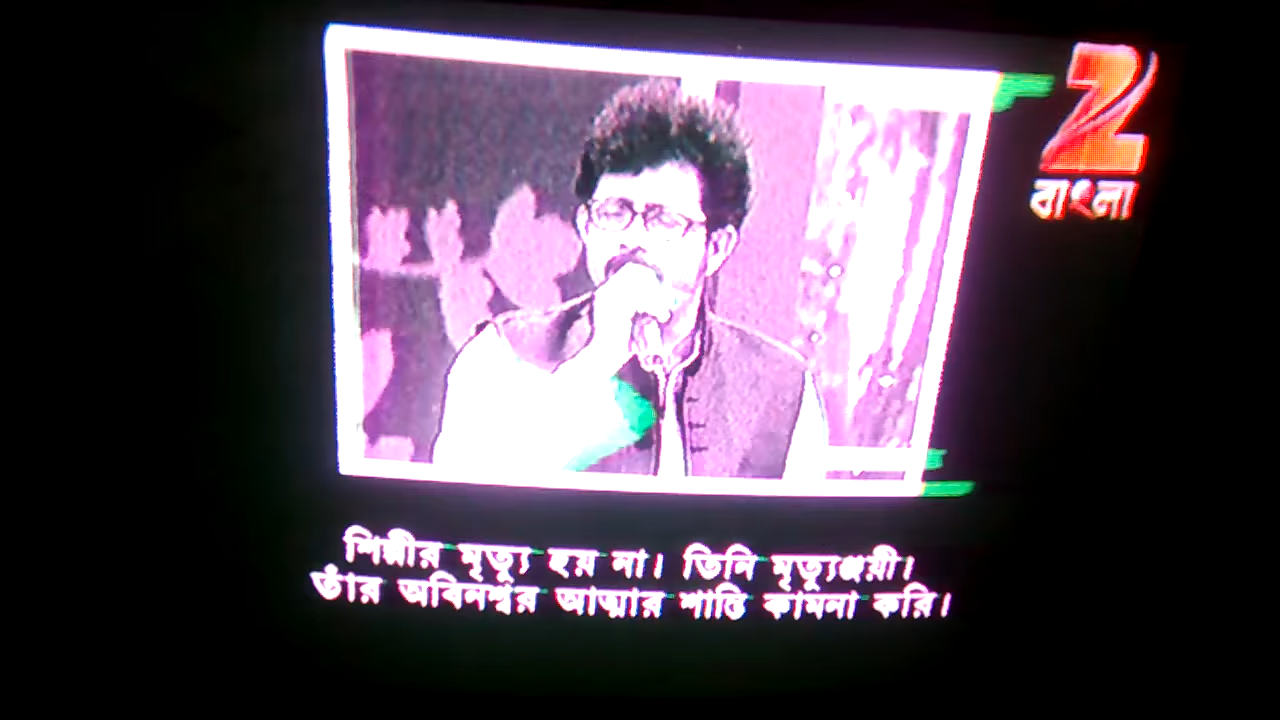 Z
বাংলা
শিল্পীর মৃত্যু হয় না। তিনি মৃত্যুঞ্জয়ী।
তাঁর অবিনশ্বর আত্মার শান্তি কামনা করি।